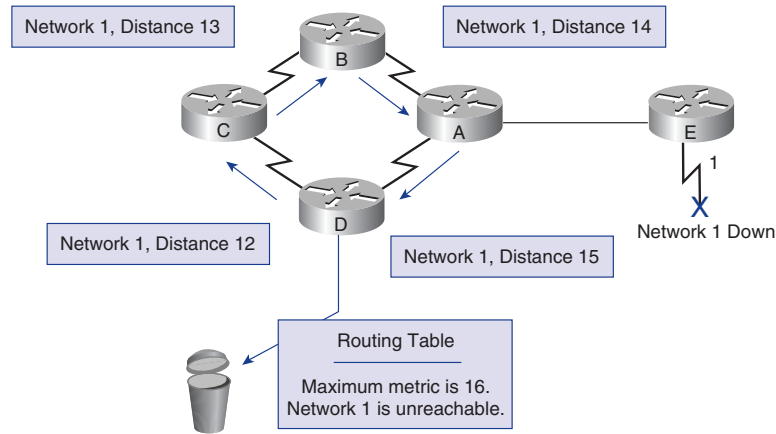 Network 1, Distance 13
Network 1, Distance 14
B
C
A
E
1
D
Network 1 Down
Network 1, Distance 12
Network 1, Distance 15
Routing Table
Maximum metric is 16.
Network 1 is unreachable.